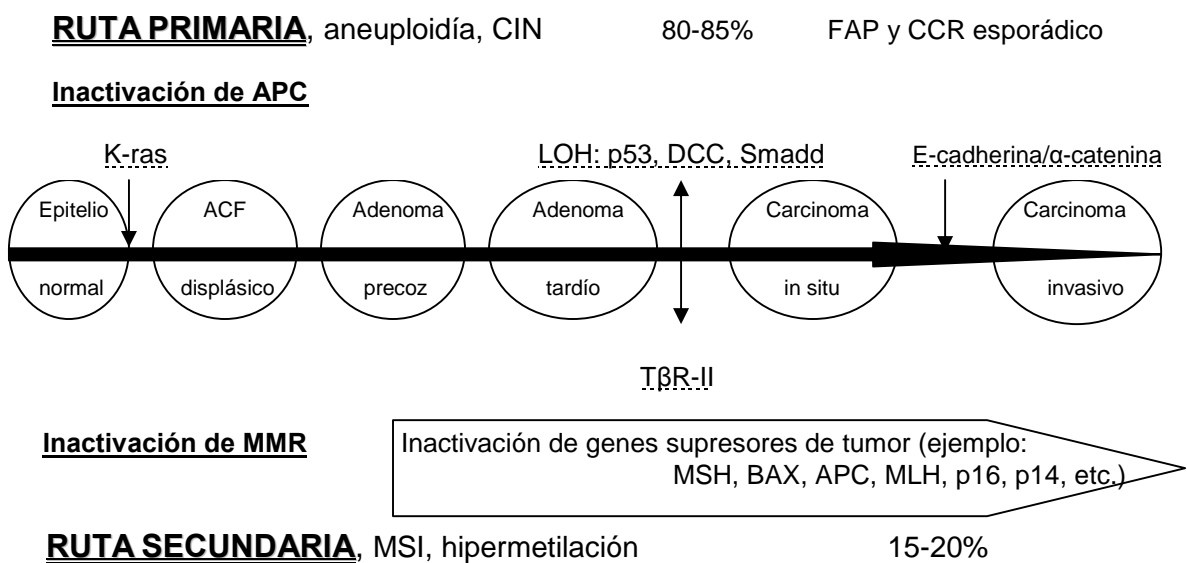 RUTA PRIMARIA, aneuploidía, CIN 80-85% FAP y CCR esporádico
Inactivación de APC
K-ras LOH: p53, DCC, Smadd E-cadherina/α-catenina
Epitelio ACF Adenoma Adenoma Carcinoma Carcinoma
normal displásico precoz tardío in situ invasivo
TβR-II
Inactivación de MMR Inactivación de genes supresores de tumor (ejemplo:
MSH, BAX, APC, MLH, p16, p14, etc.)
RUTA SECUNDARIA, MSI, hipermetilación 15-20%